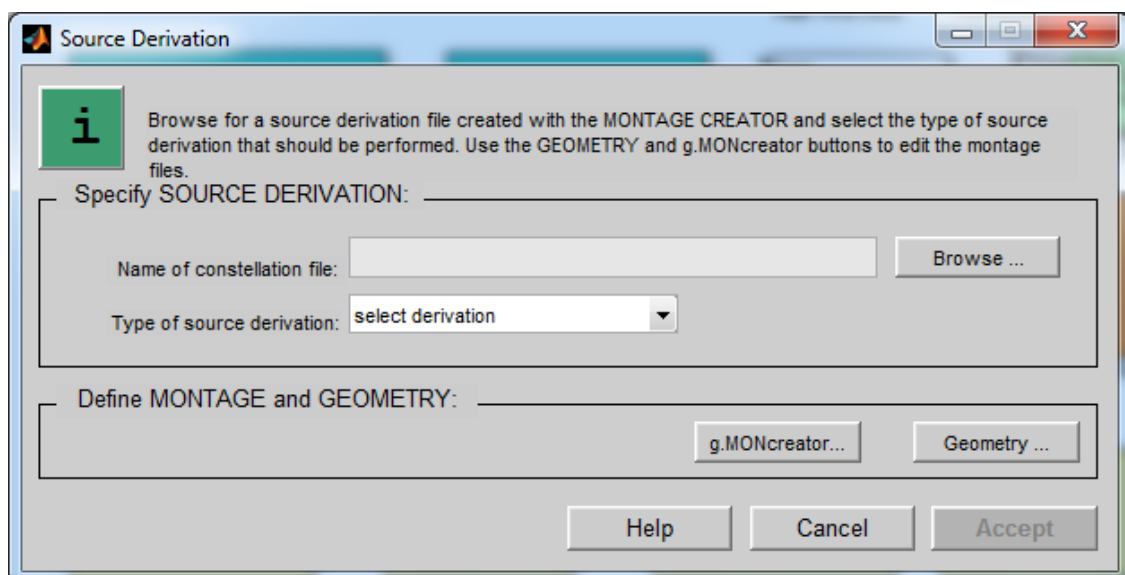 Source Derivation
i
Browse for a source derivation file created with the MONTAGE CREATOR and select the type of source
derivation that should be performed. Use the GEOMETRY and g.MONcreator buttons to edit the montage
files.
Specify SOURCE DERIVATION:
Name of constellation file:
Browse ...
Type of source derivation:
select derivation
Define MONTAGE and GEOMETRY:
g.MONcreator...
Geometry ...
Help
Cancel
Accept